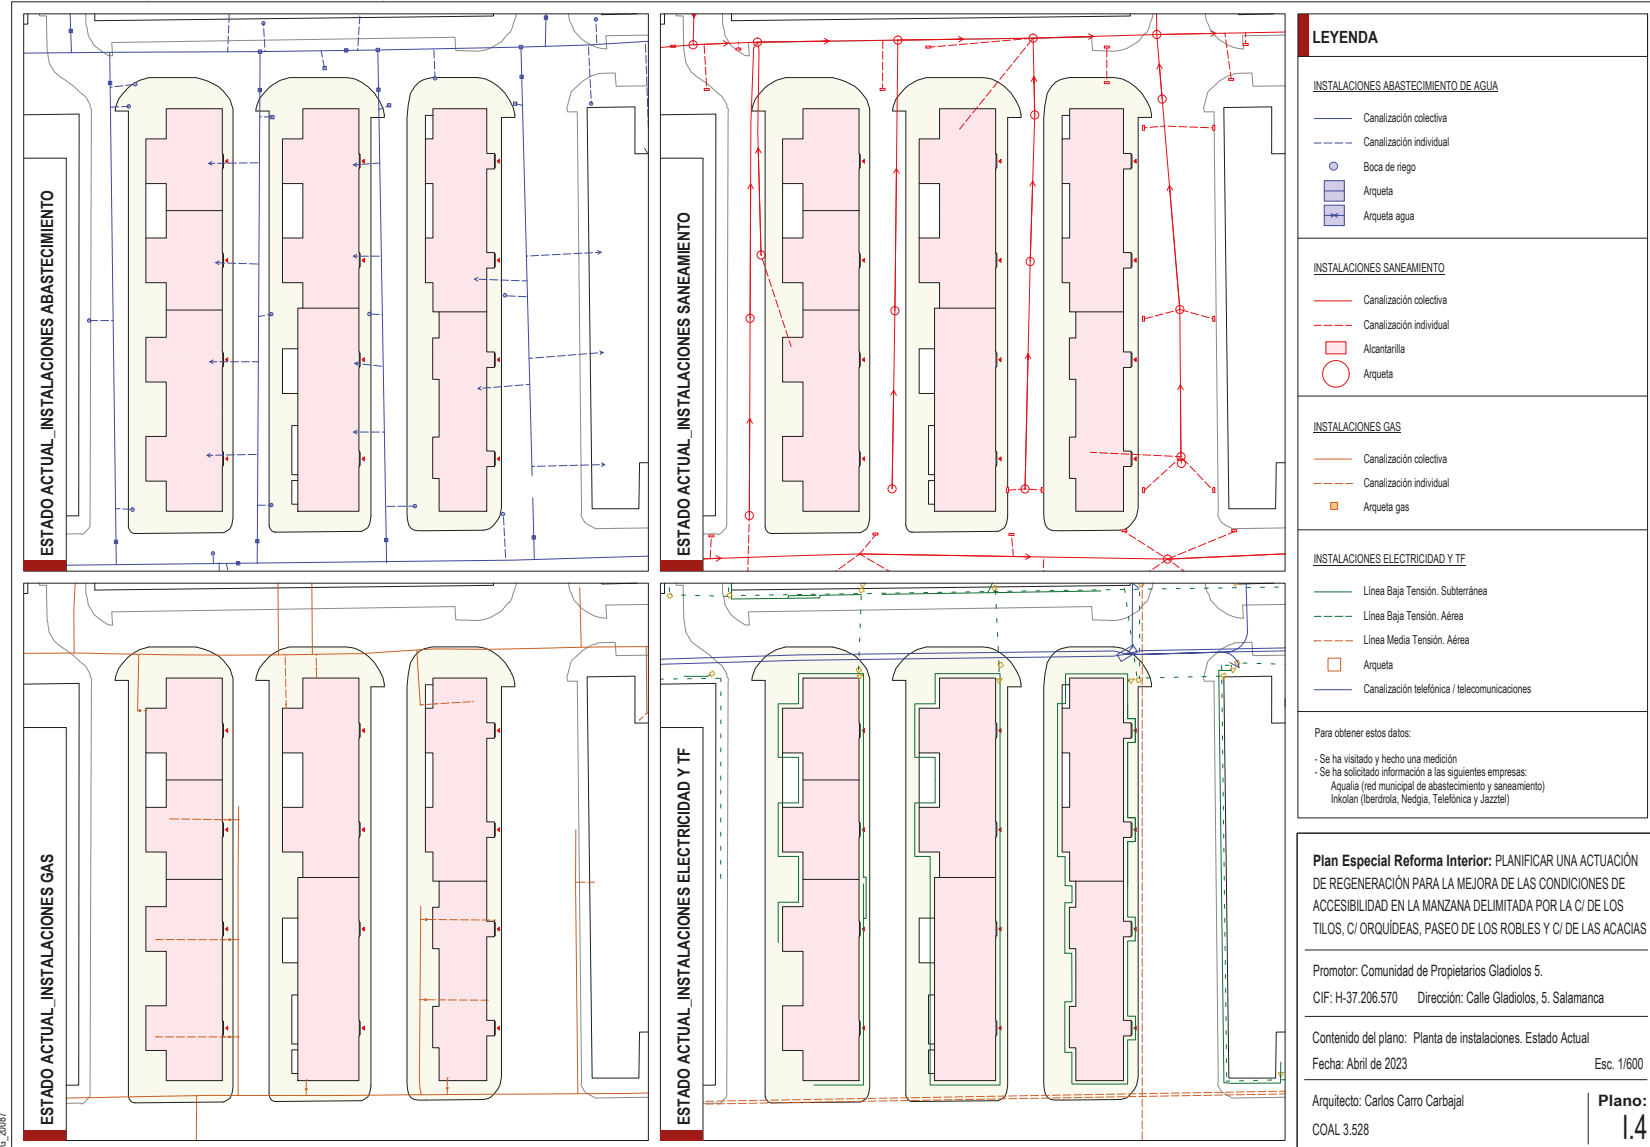 ESTADO ACTUAL_INSTALACIONES ABASTECIMIENTO
ESTADO ACTUAL_INSTALACIONES SANEAMIENTO
ESTADO ACTUAL_INSTALACIONES GAS
ESTADO ACTUAL_INSTALACIONES ELECTRICIDAD Y TF
LEYENDA
INSTALACIONES ABASTECIMIENTO DE AGUA
Canalización colectiva
Canalización individual
Boca de riego
Arqueta
Arqueta agua
INSTALACIONES SANEAMIENTO
Canalización colectiva
Canalización individual
Alcantarilla
Arqueta
INSTALACIONES GAS
Canalización colectiva
Canalización individual
Arqueta gas
INSTALACIONES ELECTRICIDAD Y TF
Línea Baja Tensión. Subterránea
Línea Baja Tensión. Aérea
Línea Media Tensión. Aérea
Arqueta
Canalización telefónica / telecomunicaciones
Para obtener estos datos:
- Se ha visitado y hecho una medición
- Se ha solicitado información a las siguientes empresas:
Aqualia (red municipal de abastecimiento y saneamiento)
Inkolan (Iberdrola, Nedgia, Telefónica y Jazztel)
Plan Especial Reforma Interior: PLANIFICAR UNA ACTUACIÓN
DE REGENERACIÓN PARA LA MEJORA DE LAS CONDICIONES DE
ACCESIBILIDAD EN LA MANZANA DELIMITADA POR LA C/ DE LOS
TILOS, C/ ORQUÍDEAS, PASEO DE LOS ROBLES Y C/ DE LAS ACACIAS
Promotor: Comunidad de Propietarios Gladiolos 5.
CIF: H-37.206.570 Dirección: Calle Gladiolos, 5. Salamanca
Contenido del plano: Planta de instalaciones. Estado Actual
Fecha: Abril de 2023 Esc. 1/600
Arquitecto: Carlos Carro Carbajal
COAL 3.528
Plano:
I.4